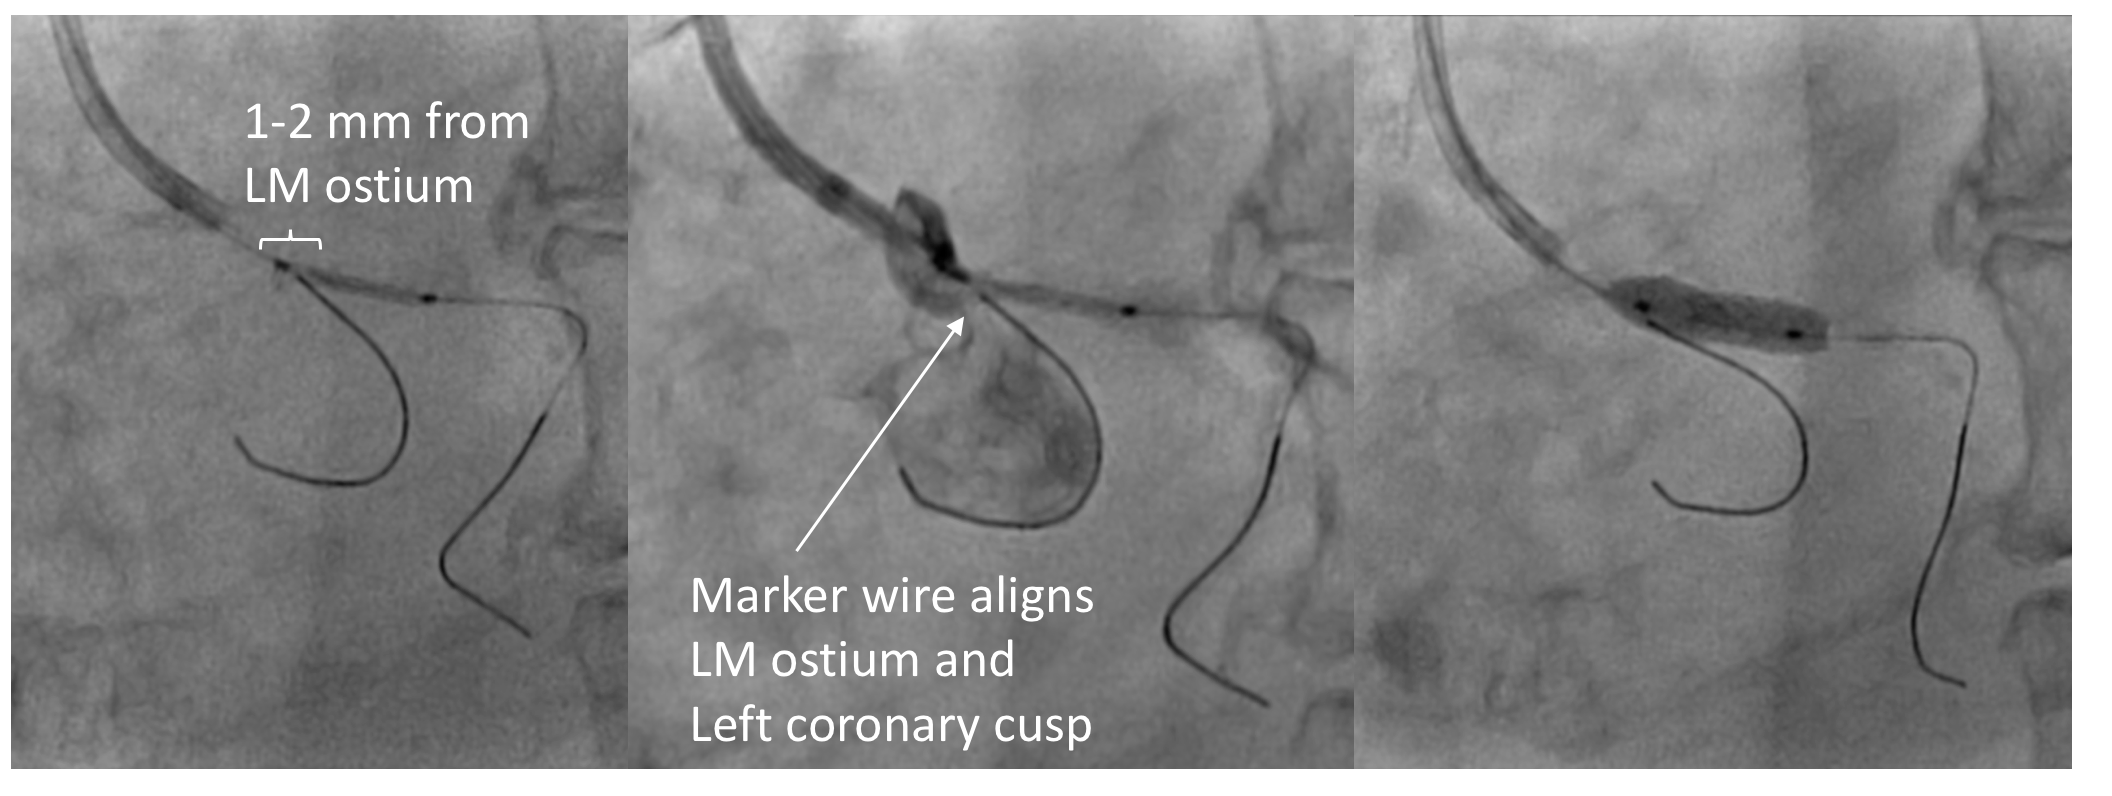 1-2 mm from
LM ostium
Marker wire aligns
LM ostium and
Left coronary cusp